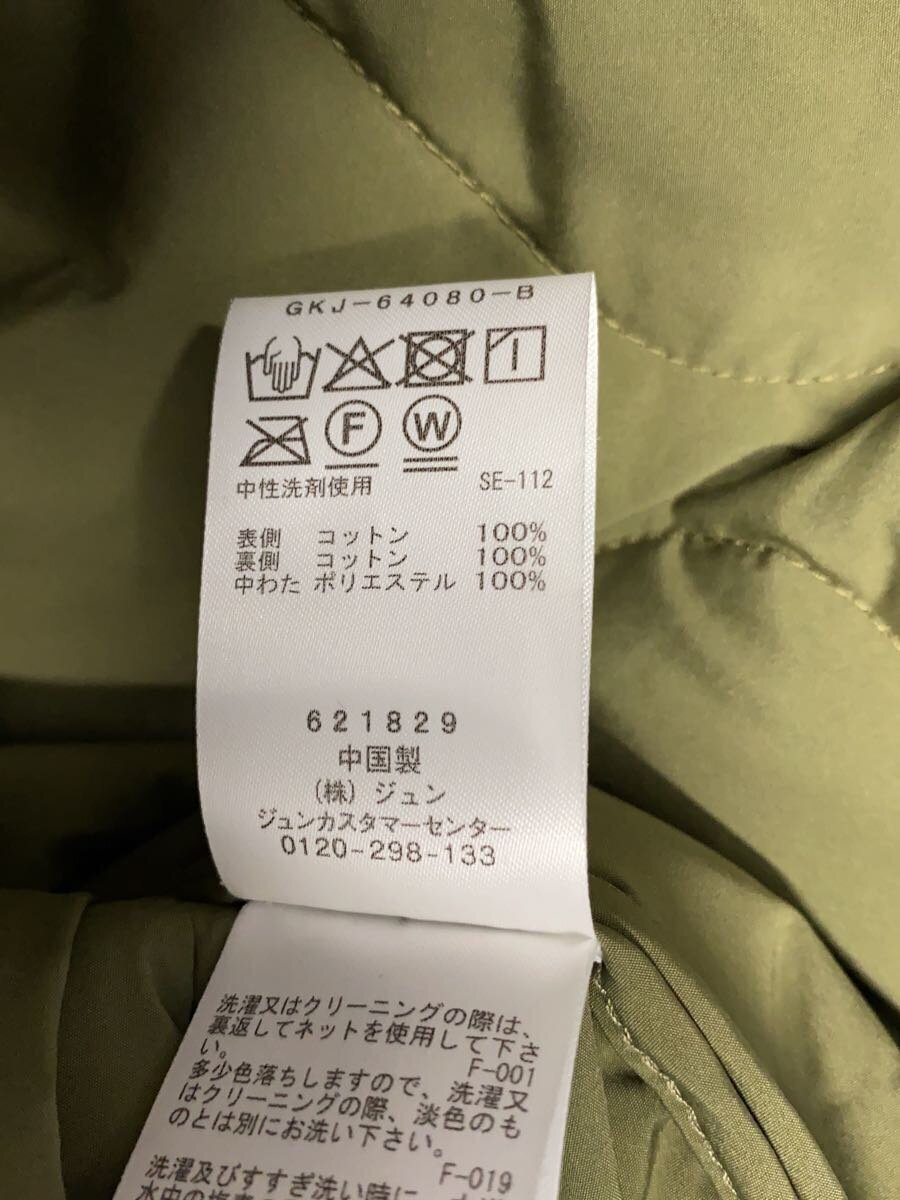 GKJ-64080-B
F W
中性洗剤使用 SE-112
表側 コットン 100%
裏側 コットン 100%
中わた ポリエステル 100%
621829
中国製
（株）ジュン
ジュンカスタマーセンター
0120-298-133
洗濯又はクリーニングの際は、
裏返してネットを使用して下さ
い。 F-001
多少色落ちしますので、洗濯又
はクリーニングの際、淡色のも
のとは別にお洗い下さい。
F-019
洗濯及びすすぎ洗い時に、
水中の塩素